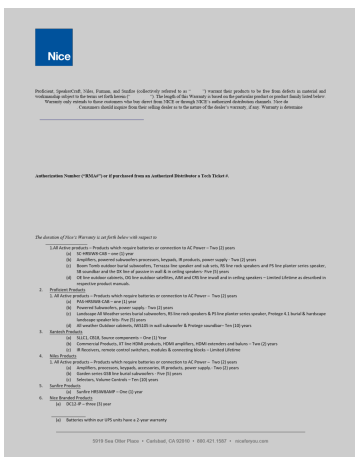 Nice
Proficient, SpeakerCraft, Niles, Furman, and Sunfire (collectively referred to as " ") warrant their products to be free from defects in material and
workmanship subject to the terms set forth herein (" "). The length of this Warranty is based on the particular product or product family listed below.
Warranty only extends to those customers who buy direct from NICE or through NICE's authorized distribution channels. Nice do
Consumers should inquire from their selling dealer as to the nature of the dealer's warranty, if any. Warranty is determine
Authorization Number ("RMA#") or if purchased from an Authorized Distributor a Tech Ticket #.
The duration of Nice's Warranty is set forth below with respect to
1.All Active products – Products which require batteries or connection to AC Power – Two (2) years
(a) SC-HRSIWR-CAB – one (1) year
(b) Amplifiers, powered subwoofers processors, keypads, IR products, power supply - Two (2) years
(c) Boom Tomb outdoor burial subwoofers, Terrazza line speaker and sub sets, RS line rock speakers and PS line planter series speaker,
SB soundbar and the DX line of passive in wall & in ceiling speakers- Five (5) years
(d) OE line outdoor cabinets, OG line outdoor satellites, AIM and CRS line inwall and in ceiling speakers – Limited Lifetime as described in
respective product manuals.
2. Proficient Products
1. All Active products – Products which require batteries or connection to AC Power – Two (2) years
(a) PAS-HRSIWR-CAB – one (1) year
(b) Powered Subwoofers, power supply- Two (2) years
(c) Landscape All Weather series burial subwoofers, RS line rock speakers & PS line planter series speaker, Protege 4.1 burial & hardscape
landscape speaker kits- Five (5) years
(d) All weather Outdoor cabinets, IWS105 in wall subwoofer & Protege soundbar– Ten (10) years
3. Xantech Products
(a) SLLC1, CB18, Source components – One (1) Year
(b) Commercial Products, XT line HDMI products, HDMI amplifiers, HDMI extenders and baluns – Two (2) years
(c) IR Receivers, remote control switchers, modules & connecting blocks – Limited Lifetime
4. Niles Products
1. All Active products – Products which require batteries or connection to AC Power – Two (2) years
(a) Amplifiers, processors, keypads, accessories, IR products, power supply - Two (2) years
(b) Garden series GSB line burial subwoofers - Five (5) years
(c) Selectors, Volume Controls – Ten (10) years
5. Sunfire Products
(a) Sunfire HRSIW8AMP – One (1) year
6. Nice Branded Products
(a) DC12-IP – three (3) year
(a) Batteries within our UPS units have a 2-year warranty
5919 Sea Otter Place • Carlsbad, CA 92010 • 800.421.1587 • niceforyou.com